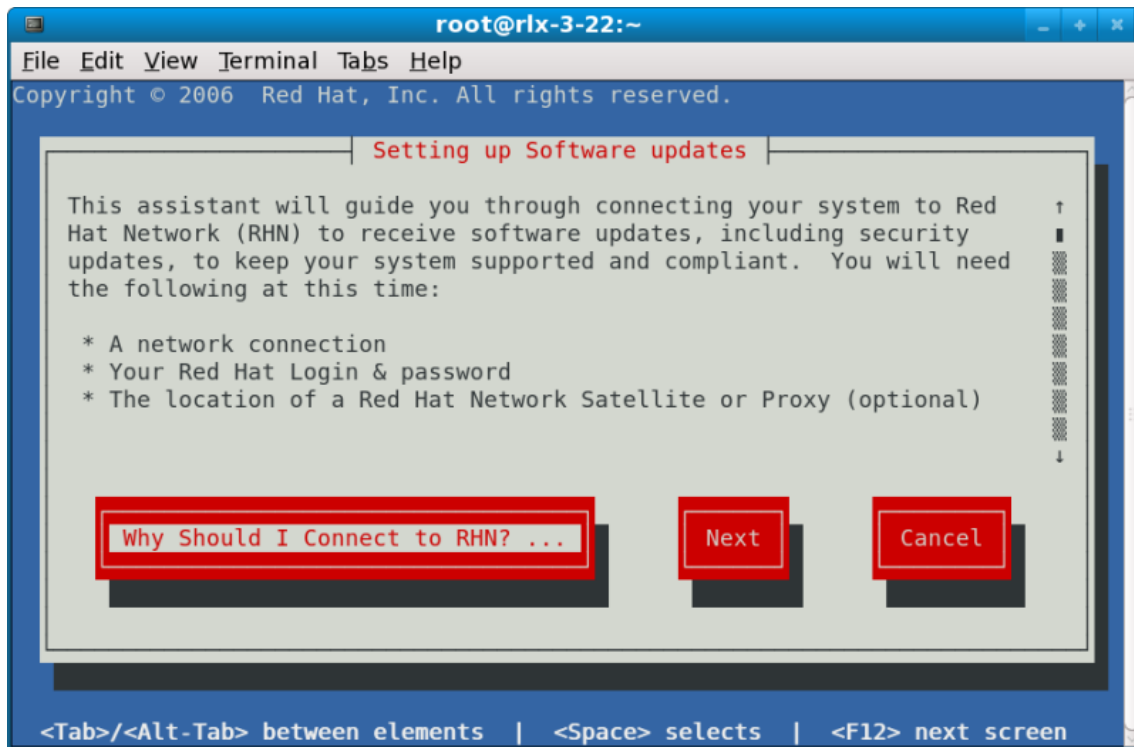 root@rlx-3-22:~
File Edit View Terminal Tabs Help
Copyright © 2006  Red Hat, Inc. All rights reserved.
Setting up Software updates
This assistant will guide you through connecting your system to Red
Hat Network (RHN) to receive software updates, including security
updates, to keep your system supported and compliant.  You will need
the following at this time:
* A network connection
* Your Red Hat Login & password
* The location of a Red Hat Network Satellite or Proxy (optional)
Why Should I Connect to RHN? ... Next Cancel
<Tab>/<Alt-Tab> between elements  |  <Space> selects  |  <F12> next screen